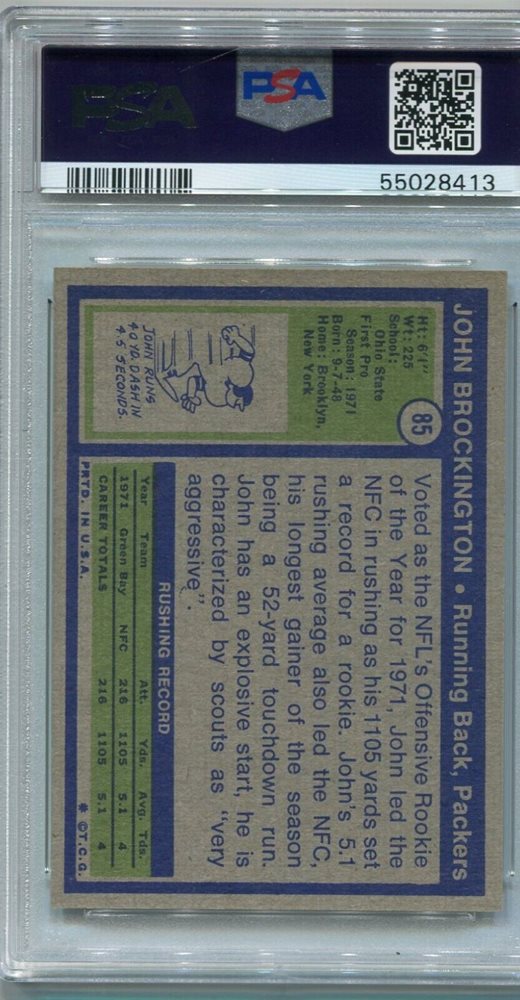 PSA
PSA
55028413
JOHN BROCKINGTON • Running Back, Packers
85
Ht: 6'1"
Wt: 225
School:
Ohio State
First Pro
Season: 1971
Born: 9-7-48
Home: Brooklyn,
New York
JOHN RUNS
40 YD. DASH IN
4.5 SECONDS.
Voted as the NFL's Offensive Rookie
of the Year for 1971, John led the
NFC in rushing as his 1105 yards set
a record for a rookie. John's 5.1
rushing average also led the NFC,
his longest gainer of the season
being a 52-yard touchdown run.
John has an explosive start, he is
characterized by scouts as "very
aggressive".
RUSHING RECORD
Year Team Att. Yds. Avg. Tds.
1971 Green Bay NFC 216 1105 5.1 4
CAREER TOTALS 216 1105 5.1 4
PRTD. IN U.S.A. * ©T.C.G.